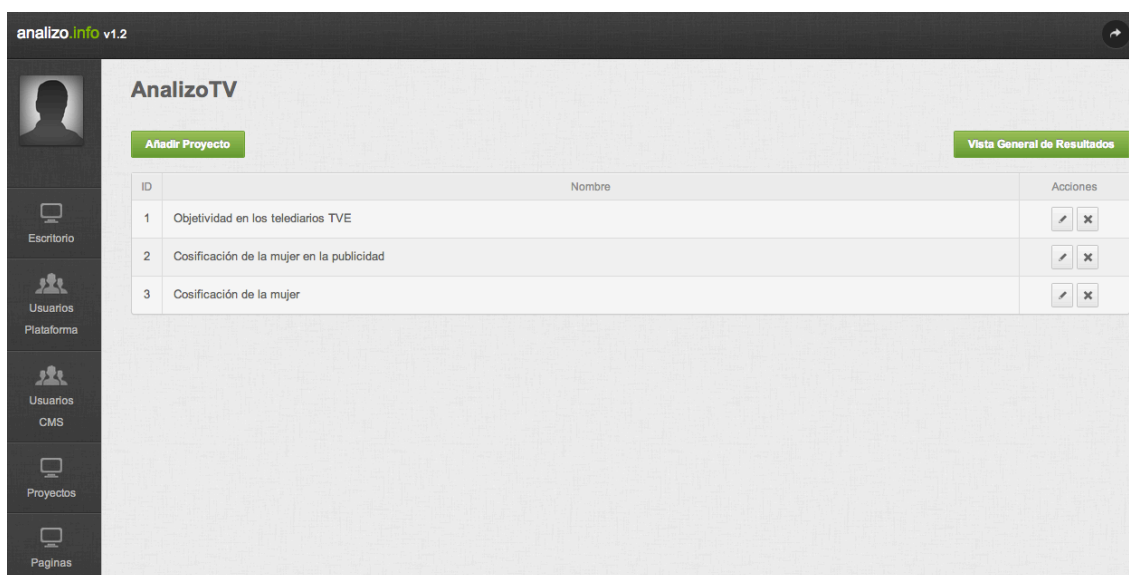 analizo.info v1.2
AnalizoTV
Añadir Proyecto
Vista General de Resultados
ID Nombre Acciones
1 Objetividad en los telediarios TVE
2 Cosificación de la mujer en la publicidad
3 Cosificación de la mujer
Escritorio
Usuarios
Plataforma
Usuarios
CMS
Proyectos
Paginas